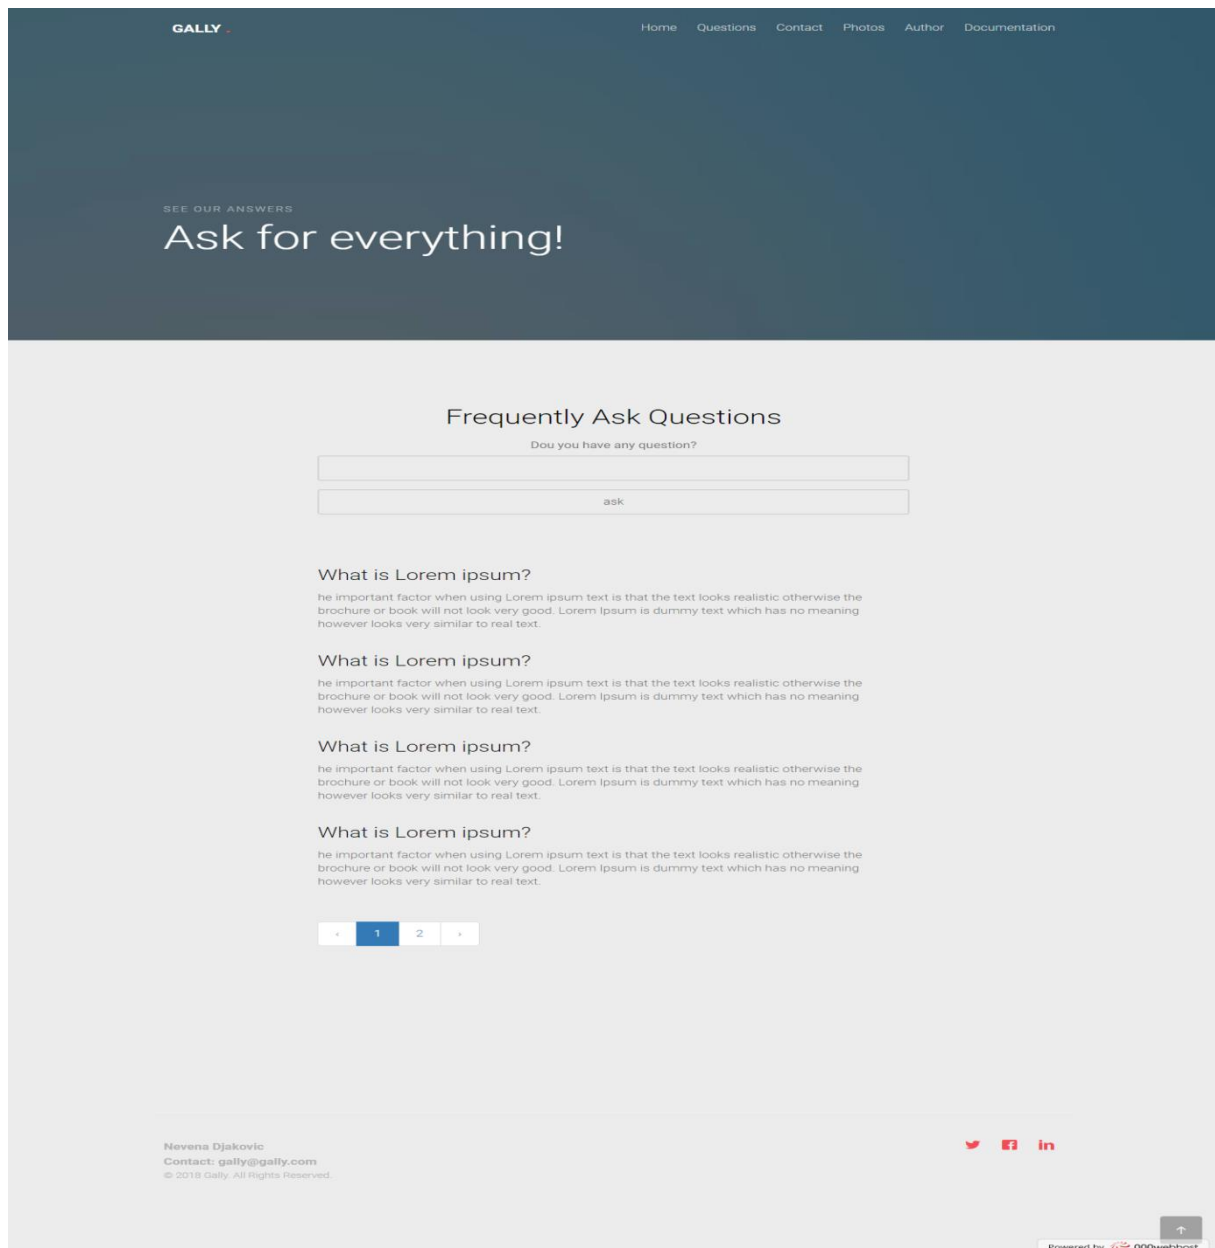 GALLY .
Home Questions Contact Photos Author Documentation
SEE OUR ANSWERS
Ask for everything!
Frequently Ask Questions
Dou you have any question?
ask
What is Lorem ipsum?
he important factor when using Lorem ipsum text is that the text looks realistic otherwise the
brochure or book will not look very good. Lorem Ipsum is dummy text which has no meaning
however looks very similar to real text.
What is Lorem ipsum?
he important factor when using Lorem ipsum text is that the text looks realistic otherwise the
brochure or book will not look very good. Lorem Ipsum is dummy text which has no meaning
however looks very similar to real text.
What is Lorem ipsum?
he important factor when using Lorem ipsum text is that the text looks realistic otherwise the
brochure or book will not look very good. Lorem Ipsum is dummy text which has no meaning
however looks very similar to real text.
What is Lorem ipsum?
he important factor when using Lorem ipsum text is that the text looks realistic otherwise the
brochure or book will not look very good. Lorem Ipsum is dummy text which has no meaning
however looks very similar to real text.
‹ 1 2 ›
Nevena Djakovic
Contact: gally@gally.com
© 2018 Gally. All Rights Reserved.
Powered by 000webhost